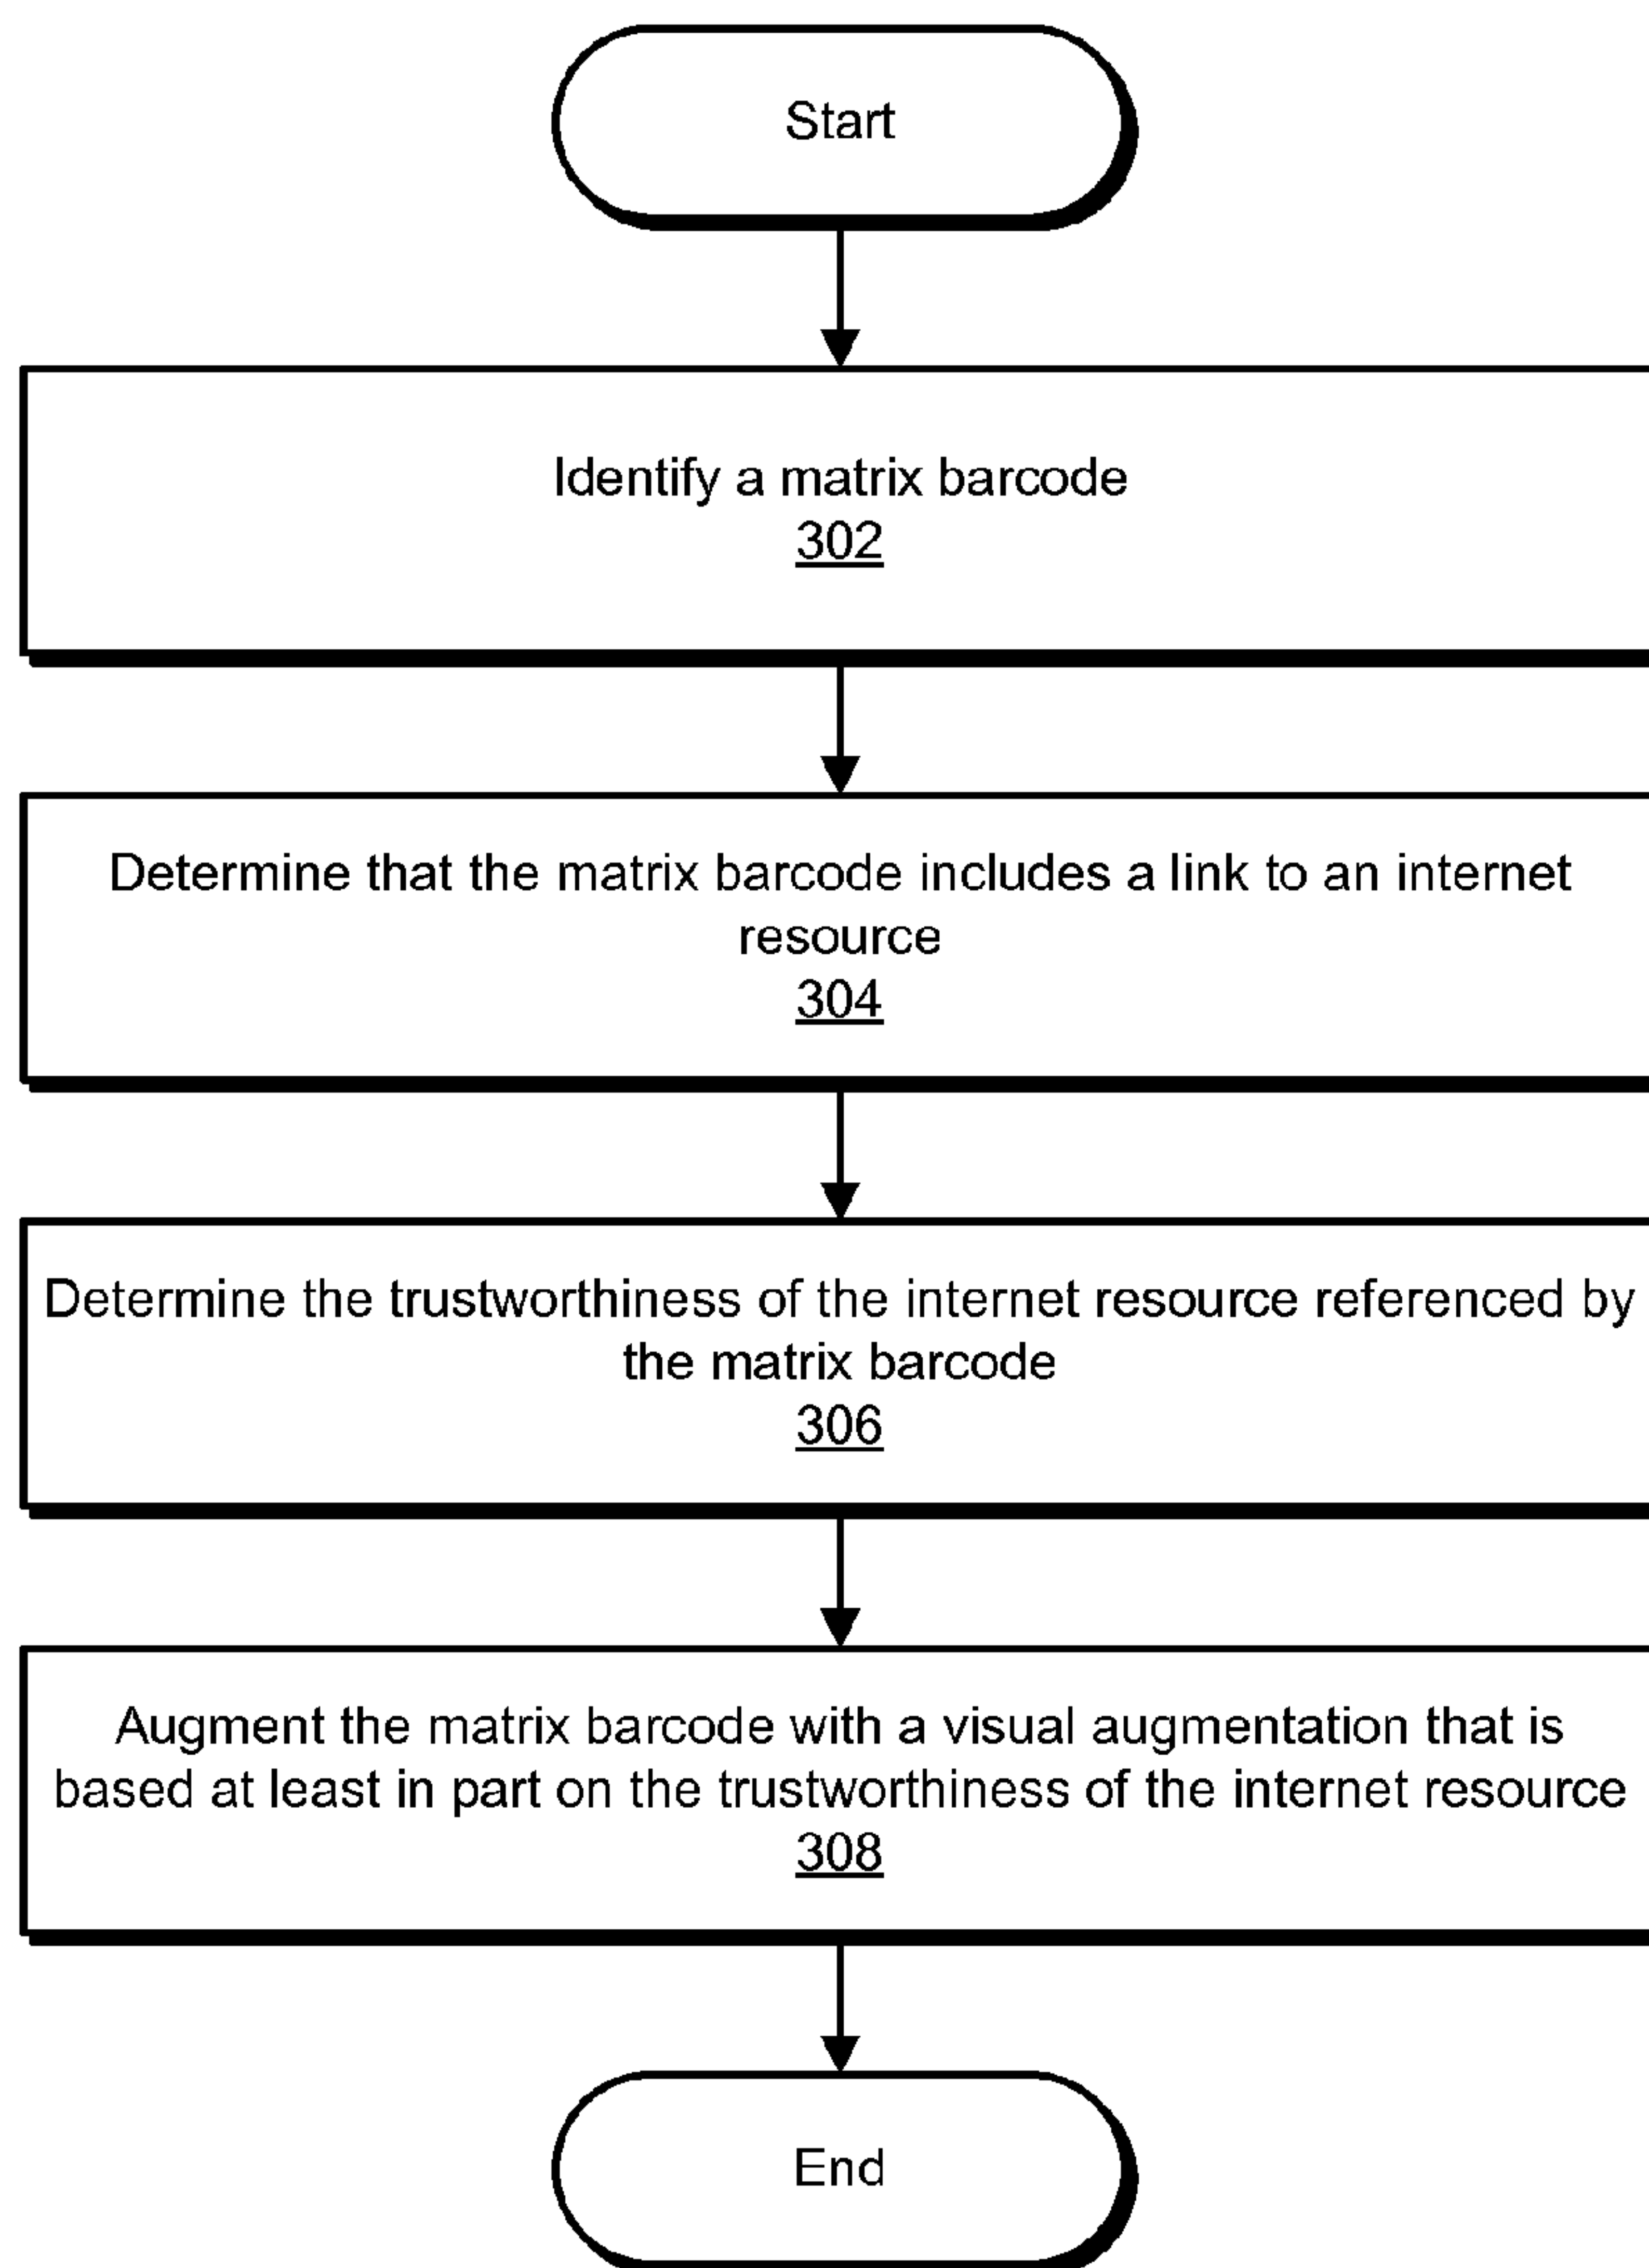 Start
Identify a matrix barcode
302
Determine that the matrix barcode includes a link to an internet
resource
304
Determine the trustworthiness of the internet resource referenced by
the matrix barcode
306
Augment the matrix barcode with a visual augmentation that is
based at least in part on the trustworthiness of the internet resource
308
End